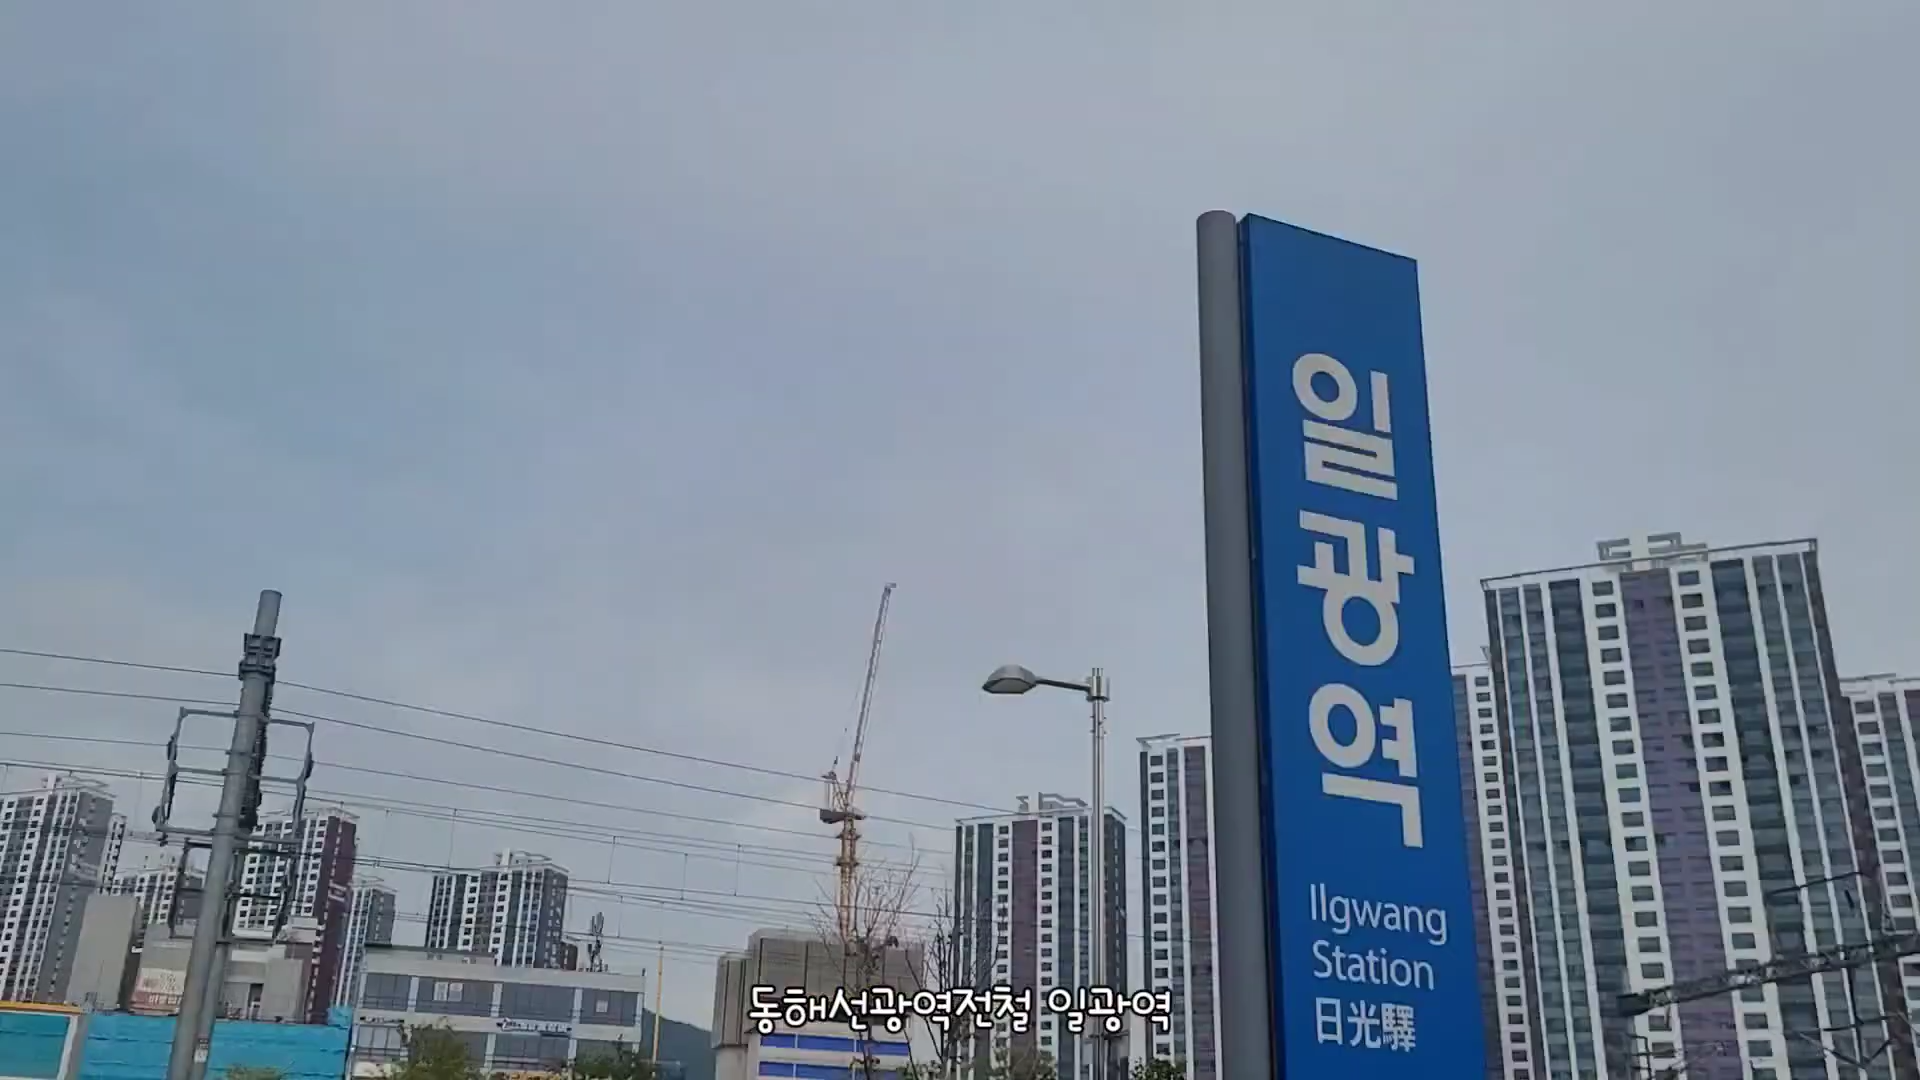 일광역
Ilgwang
Station
日光驛
동해선광역전철 일광역